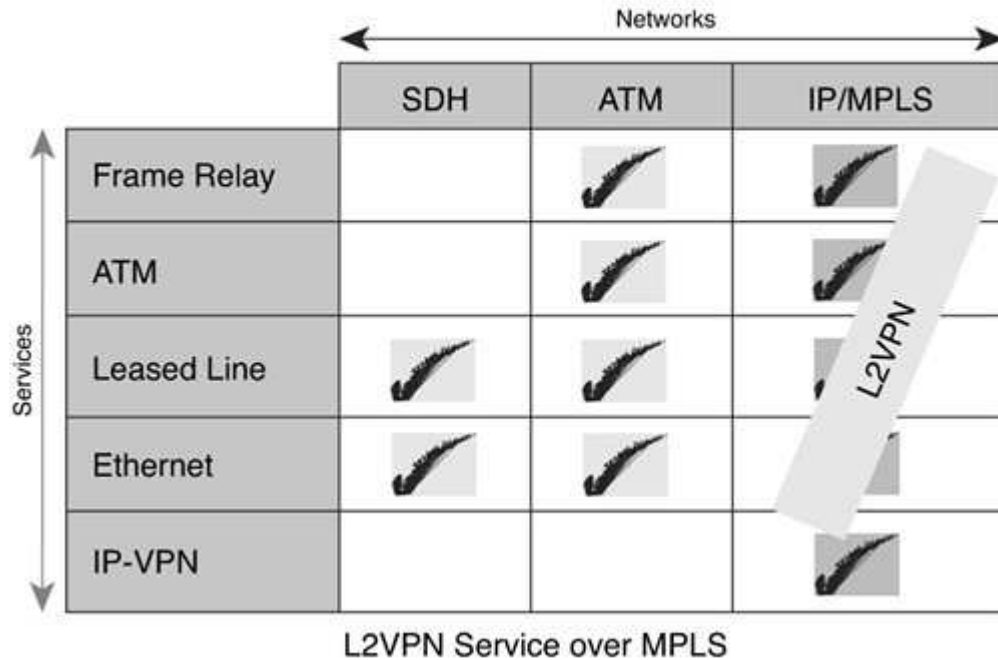 Networks
SDH ATM IP/MPLS
Services
Frame Relay
ATM
Leased Line
Ethernet
IP-VPN
L2VPN
L2VPN Service over MPLS